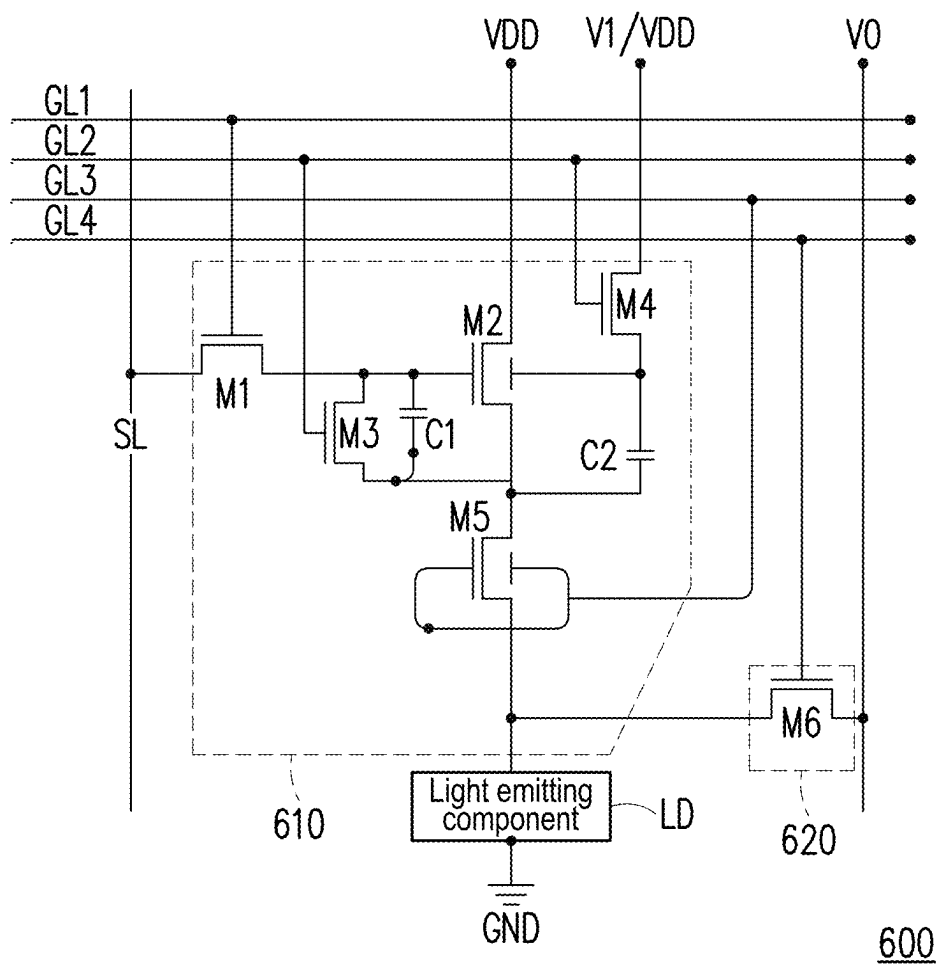 VDD
V1/VDD
V0
GL1
GL2
GL3
GL4
M4
M2
M1
M3
C1
SL
C2
M5
M6
Light emitting
component
LD
610
620
GND
600